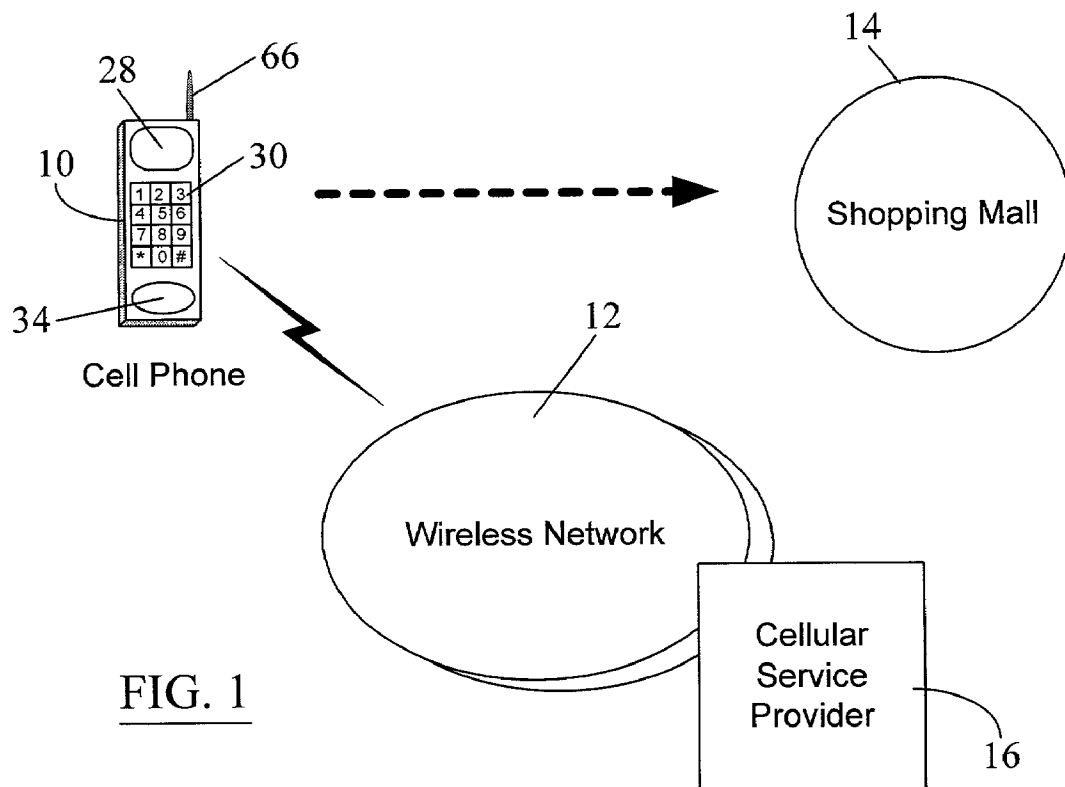 14
66
28
10
30
1 2 3
4 5 6
7 8 9
* 0 #
34
Shopping Mall
Cell Phone
12
Wireless Network
Cellular
Service
Provider
FIG. 1
16